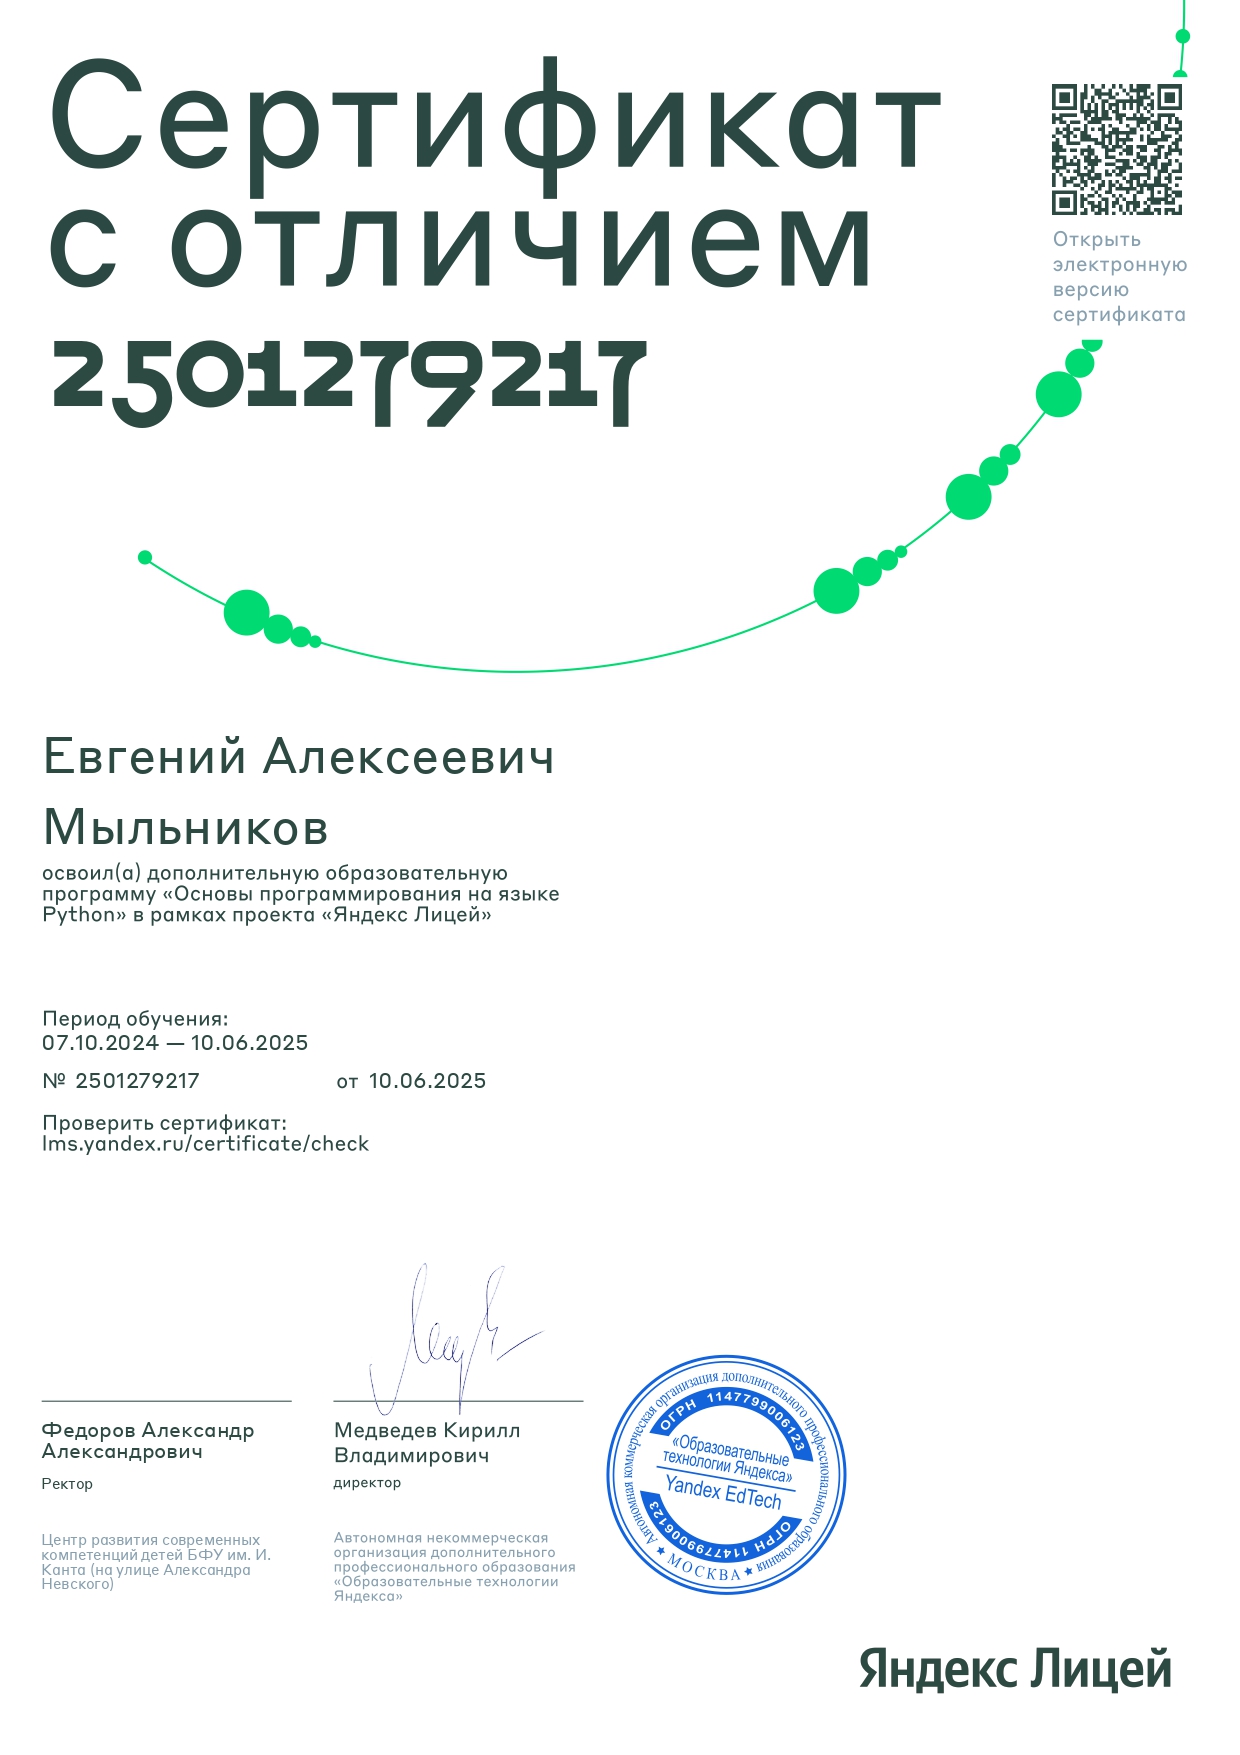 Сертификат
с отличием
2501279217
Открыть
электронную
версию
сертификата
Евгений Алексеевич
Мыльников
освоил(а) дополнительную образовательную
программу «Основы программирования на языке
Python» в рамках проекта «Яндекс Лицей»
Период обучения:
07.10.2024 — 10.06.2025
№ 2501279217 от 10.06.2025
Проверить сертификат:
lms.yandex.ru/certificate/check
Федоров Александр
Александрович
Ректор
Центр развития современных
компетенций детей БФУ им. И.
Канта (на улице Александра
Невского)
Медведев Кирилл
Владимирович
директор
Автономная некоммерческая
организация дополнительного
профессионального образования
«Образовательные технологии
Яндекса»
Автономная коммерческая организация дополнительного профессионального образования
МОСКВА
ОГРН 1147799006123
«Образовательные
технологии Яндекса»
Yandex EdTech
ОГРН 1147799006123
Яндекс Лицей